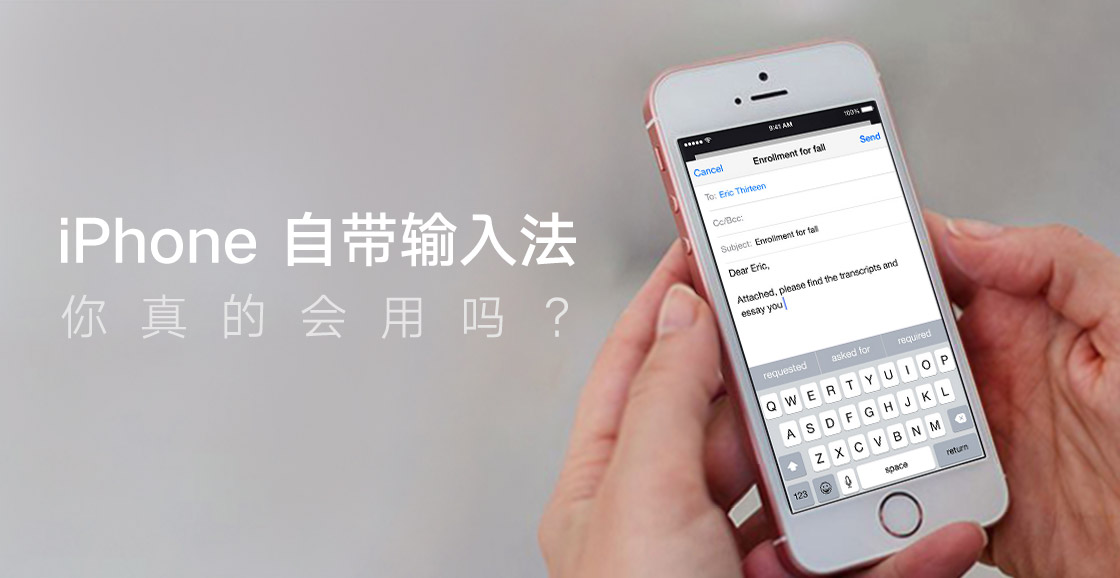 iPhone 自带输入法
你真的会用吗？
9:41 AM 100%
Cancel Enrollment for fall Send
To: Eric Thirteen
Cc/Bcc:
Subject: Enrollment for fall
Dear Eric,
Attached, please find the transcripts and
essay you
requested asked for required
Q W E R T Y U I O P
A S D F G H J K L
Z X C V B N M
123 space return